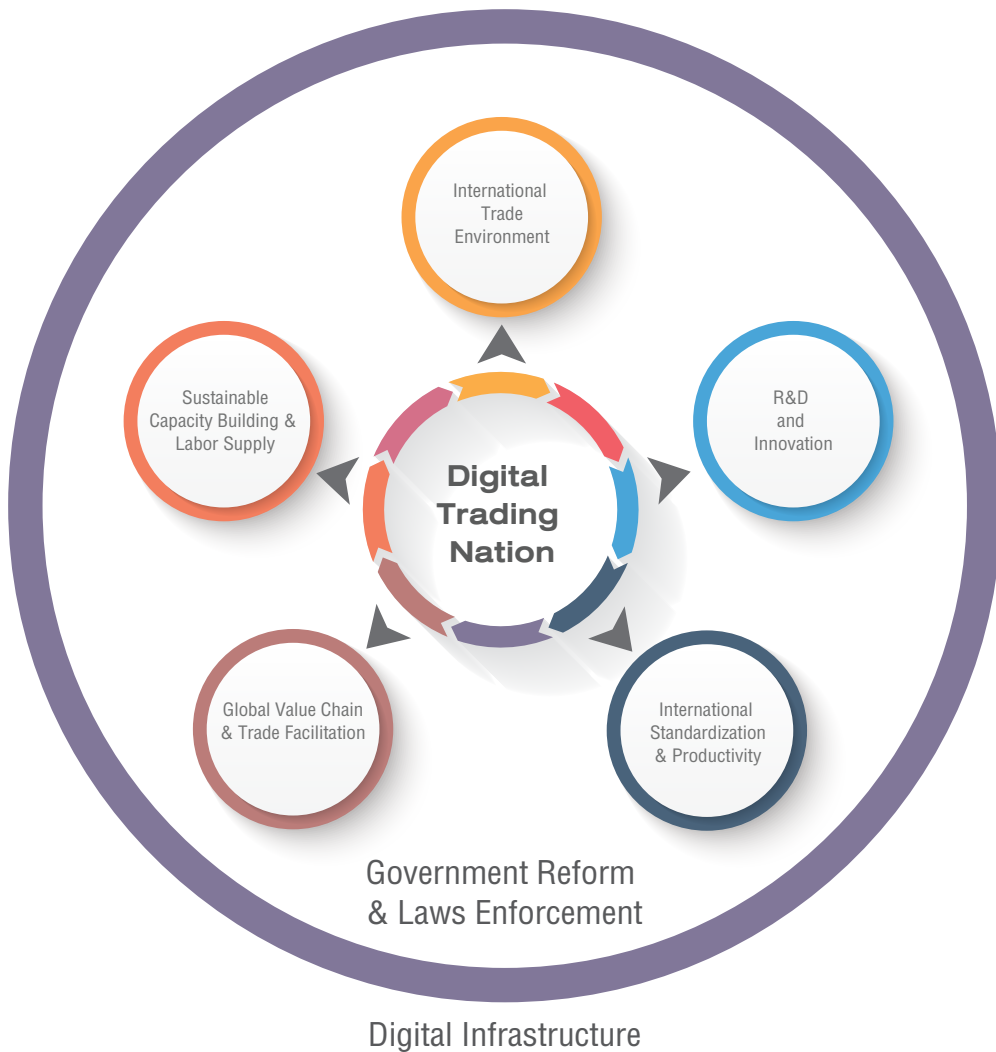 International
Trade
Environment
Sustainable
Capacity Building &
Labor Supply
R&D
and
Innovation
Digital
Trading
Nation
Global Value Chain
& Trade Facilitation
International
Standardization
& Productivity
Government Reform
& Laws Enforcement
Digital Infrastructure